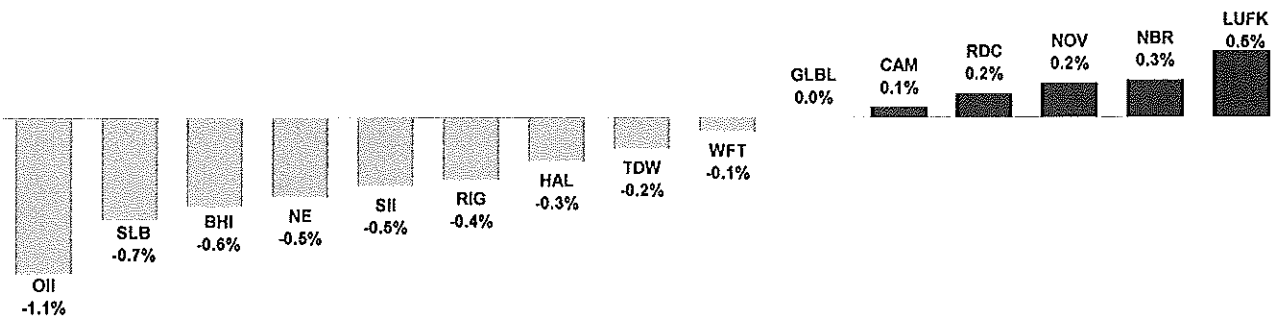 OII
-1.1%
SLB
-0.7%
BHI
-0.6%
NE
-0.5%
SII
-0.5%
RIG
-0.4%
HAL
-0.3%
TDW
-0.2%
WFT
-0.1%
GLBL
0.0%
CAM
0.1%
RDC
0.2%
NOV
0.2%
NBR
0.3%
LUFK
0.5%